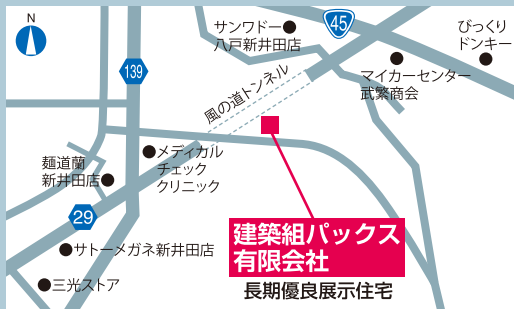 N
サンワドー
八戸新井田店
45
びっくり
ドンキー
139
風の道トンネル
マイカーセンター
武繁商会
麺道蘭
新井田店
メディカル
チェック
クリニック
29
サトーメガネ新井田店
三光ストア
建築組パックス
有限会社
長期優良展示住宅